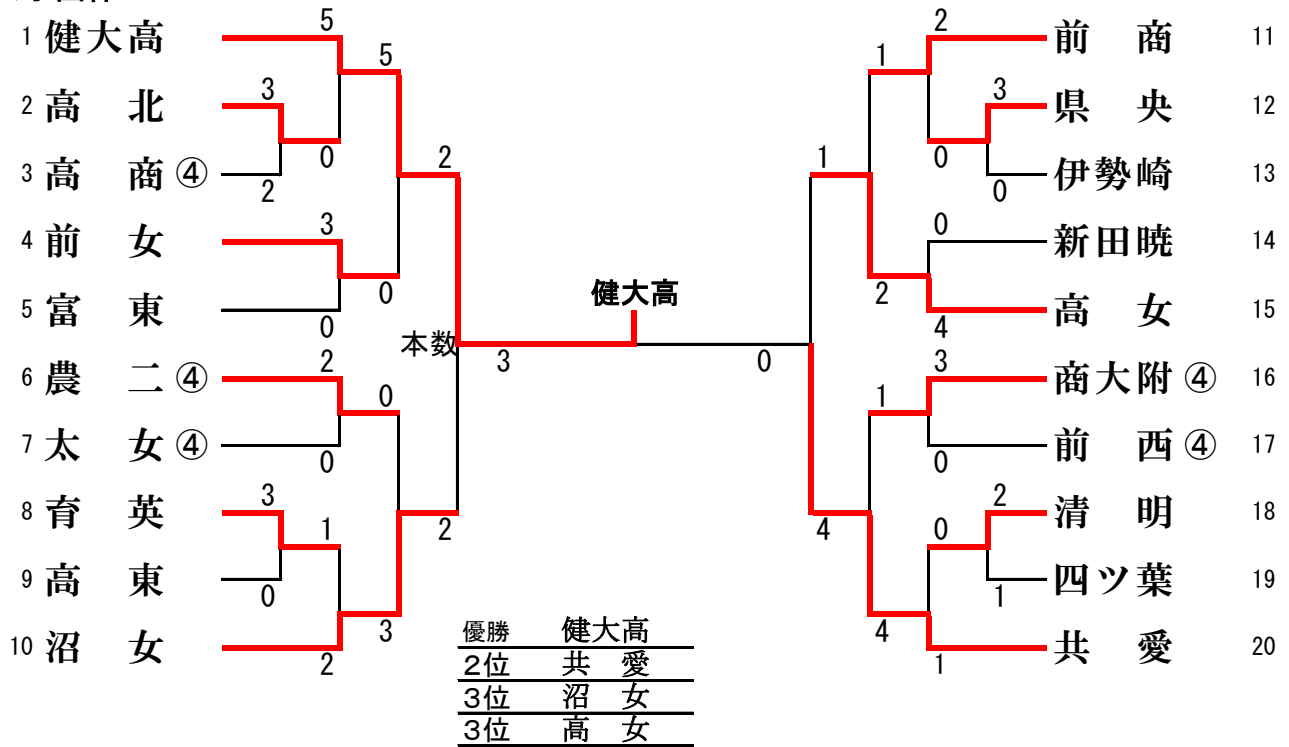 5 2
1 健大高 前 商 11
5 1
3 3
2 高 北 県 央 12
0 0
3 高 商 ④ 2 1 伊勢崎 13
2 0
3 0
4 前 女 新田暁 14
0 健大高 2
5 富 東 高 女 15
0 4
本数 3 0
2 3
6 農 二 ④ 商大附 ④ 16
0 1
7 太 女 ④ 前 西 ④ 17
0 0
3 2
8 育 英 清 明 18
1 2 4 0
9 高 東 四ツ葉 19
0 1
3 4
10 沼 女 共 愛 20
2 1
優勝 健大高
2位 共 愛
3位 沼 女
3位 高 女